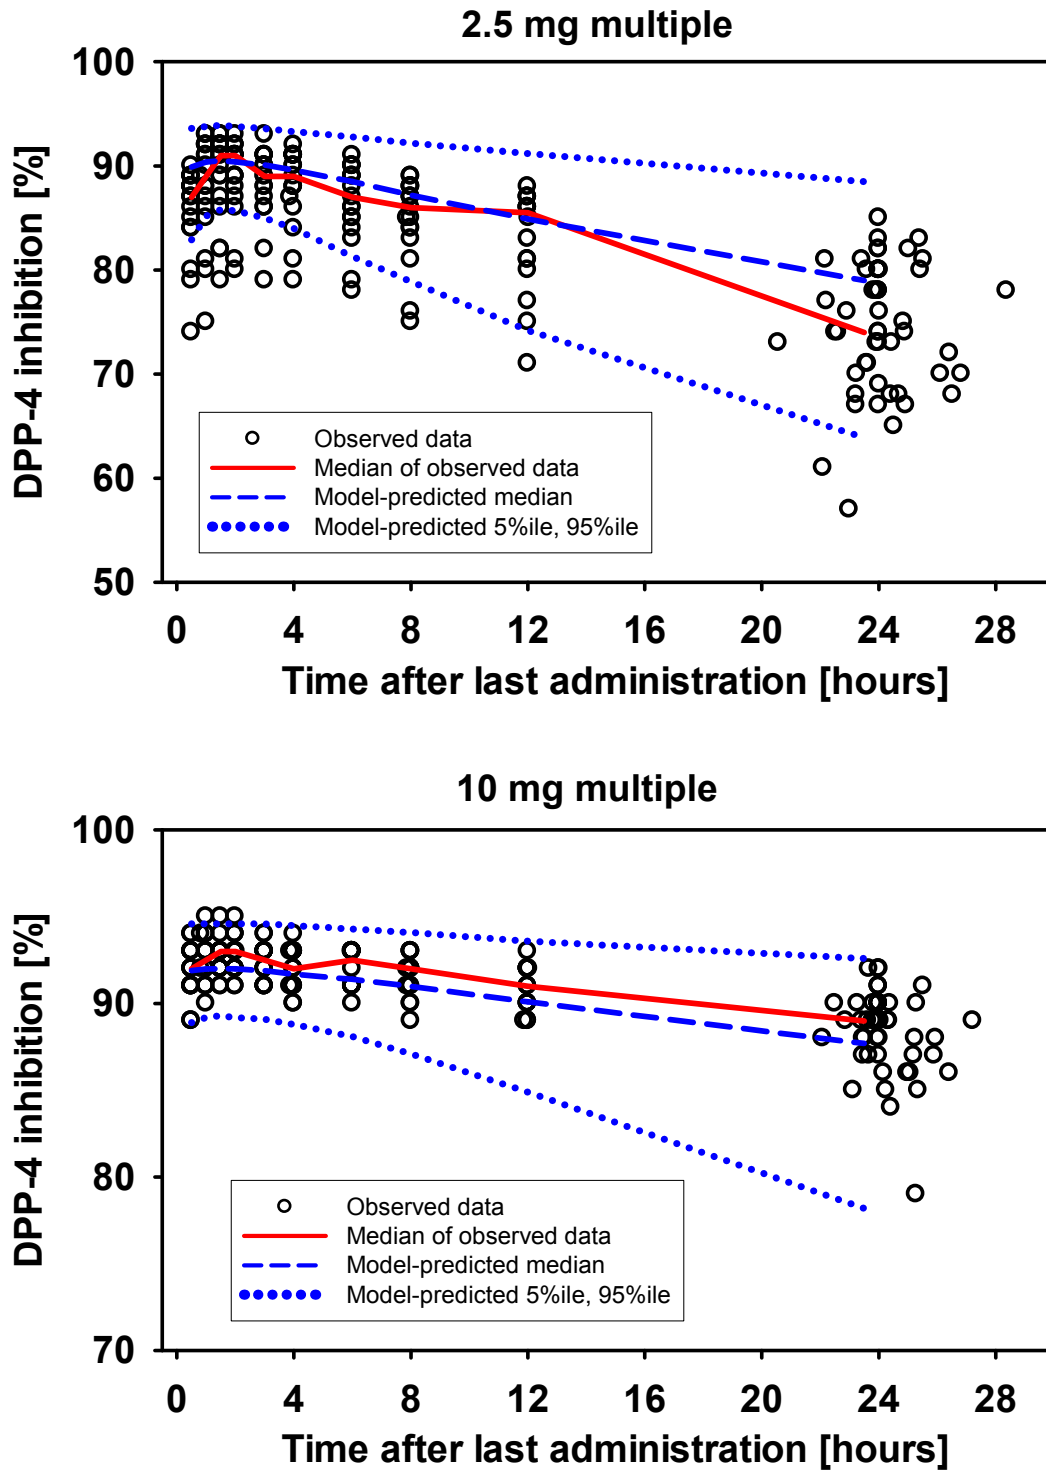 2.5 mg multiple
100
90
80
70
60
50
DPP-4 inhibition [%]
Observed data
Median of observed data
Model-predicted median
Model-predicted 5%ile, 95%ile
0 4 8 12 16 20 24 28
Time after last administration [hours]
10 mg multiple
100
90
80
70
DPP-4 inhibition [%]
Observed data
Median of observed data
Model-predicted median
Model-predicted 5%ile, 95%ile
0 4 8 12 16 20 24 28
Time after last administration [hours]